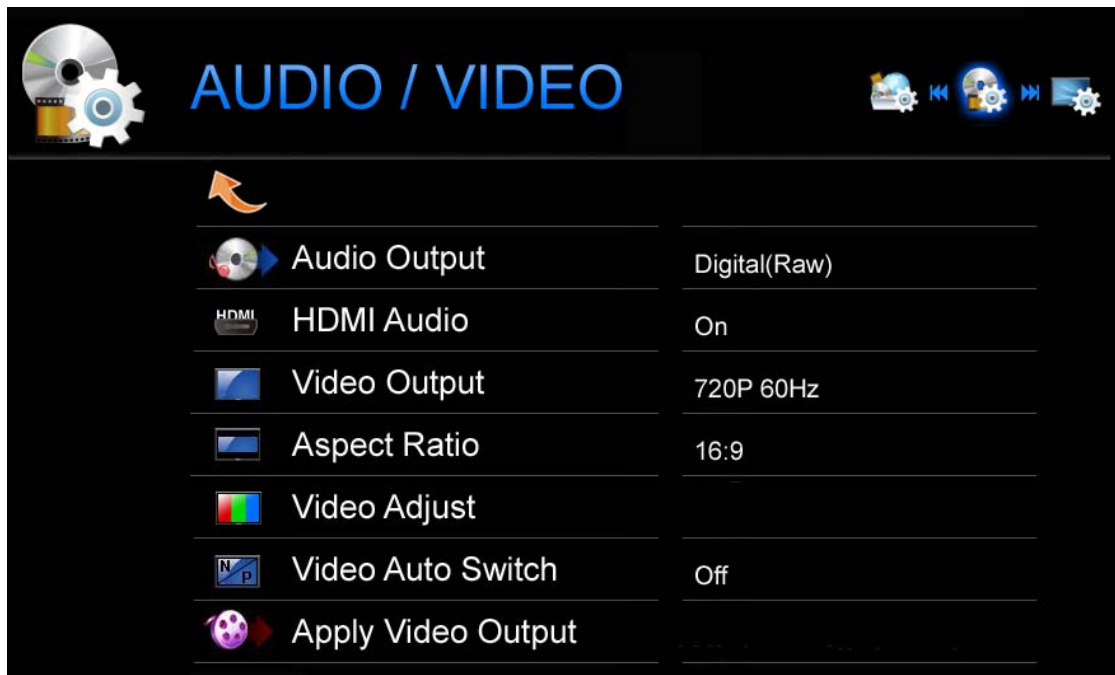 AUDIO / VIDEO
Audio Output Digital(Raw)
HDMI HDMI Audio On
Video Output 720P 60Hz
Aspect Ratio 16:9
Video Adjust
N/P Video Auto Switch Off
Apply Video Output